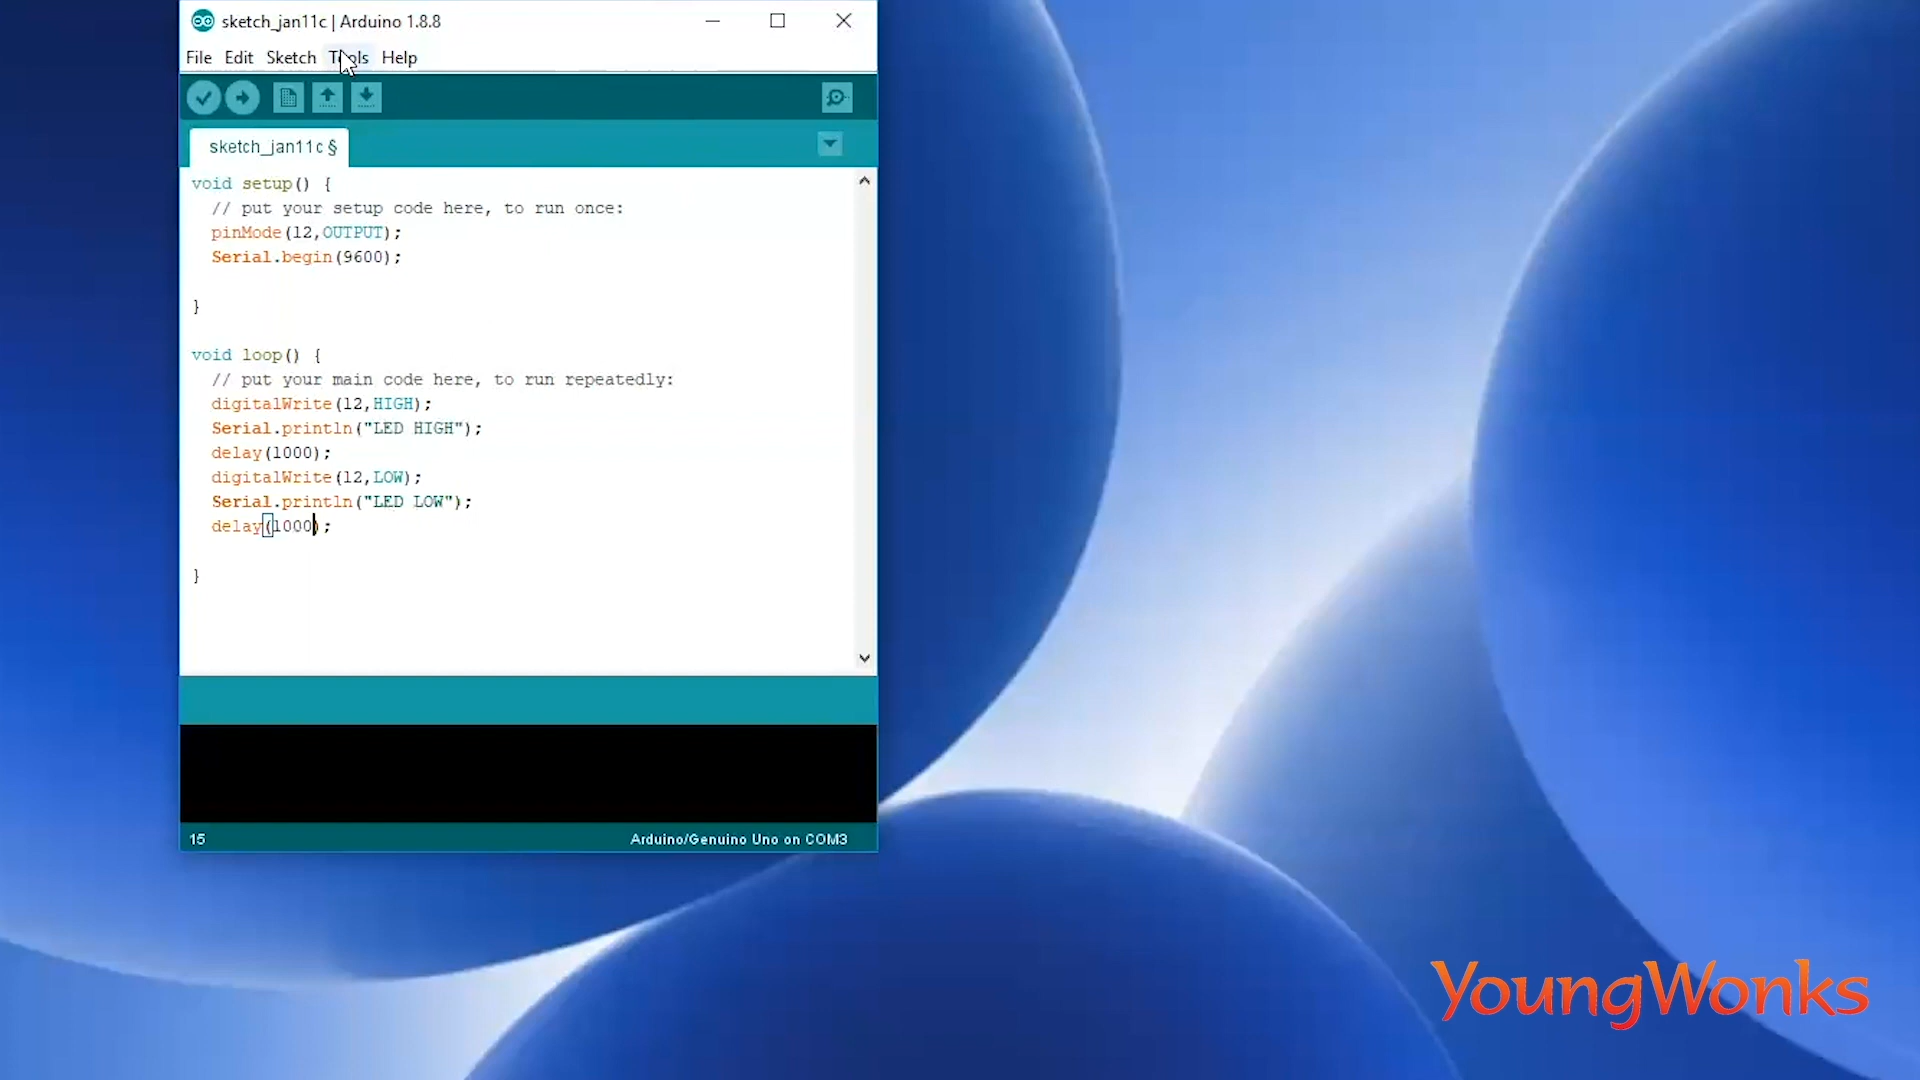 sketch_jan11c | Arduino 1.8.8
File Edit Sketch Tools Help
sketch_jan11c §
void setup() {
// put your setup code here, to run once:
pinMode(12,OUTPUT);
Serial.begin(9600);
}
void loop() {
// put your main code here, to run repeatedly:
digitalWrite(12,HIGH);
Serial.println("LED HIGH");
delay(1000);
digitalWrite(12,LOW);
Serial.println("LED LOW");
delay(1000);
}
15 Arduino/Genuino Uno on COM3
YoungWonks